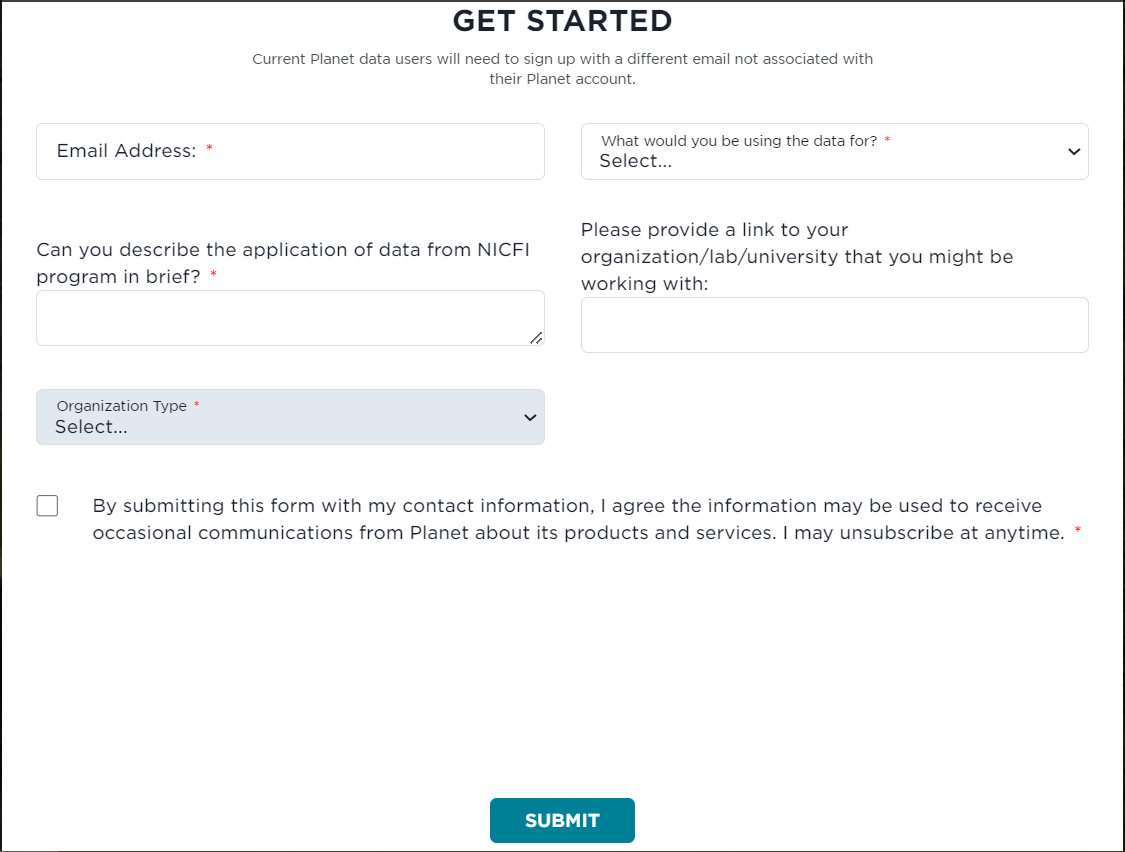 GET STARTED
Current Planet data users will need to sign up with a different email not associated with
their Planet account.
Email Address: *
What would you be using the data for? *
Select...
Can you describe the application of data from NICFI
program in brief? *
Please provide a link to your
organization/lab/university that you might be
working with:
Organization Type *
Select...
By submitting this form with my contact information, I agree the information may be used to receive
occasional communications from Planet about its products and services. I may unsubscribe at anytime. *
SUBMIT